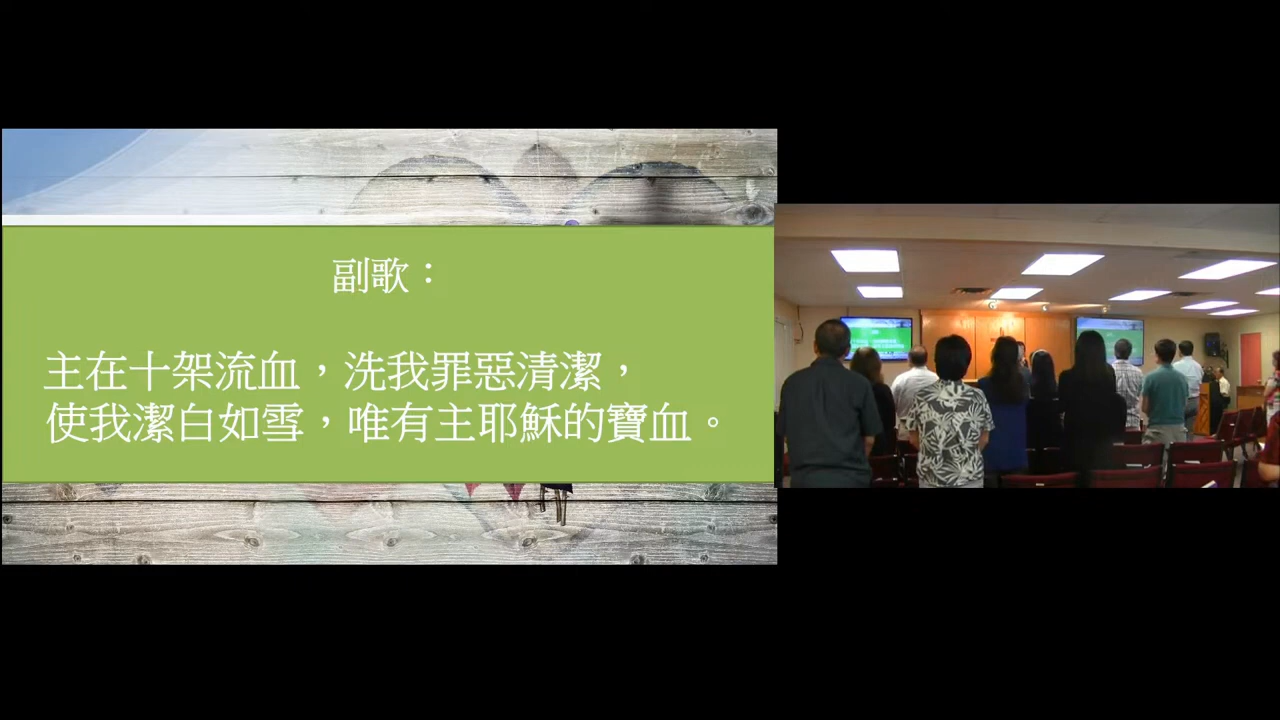 副歌：
主在十架流血，洗我罪惡清潔，
使我潔白如雪，唯有主耶穌的寶血。